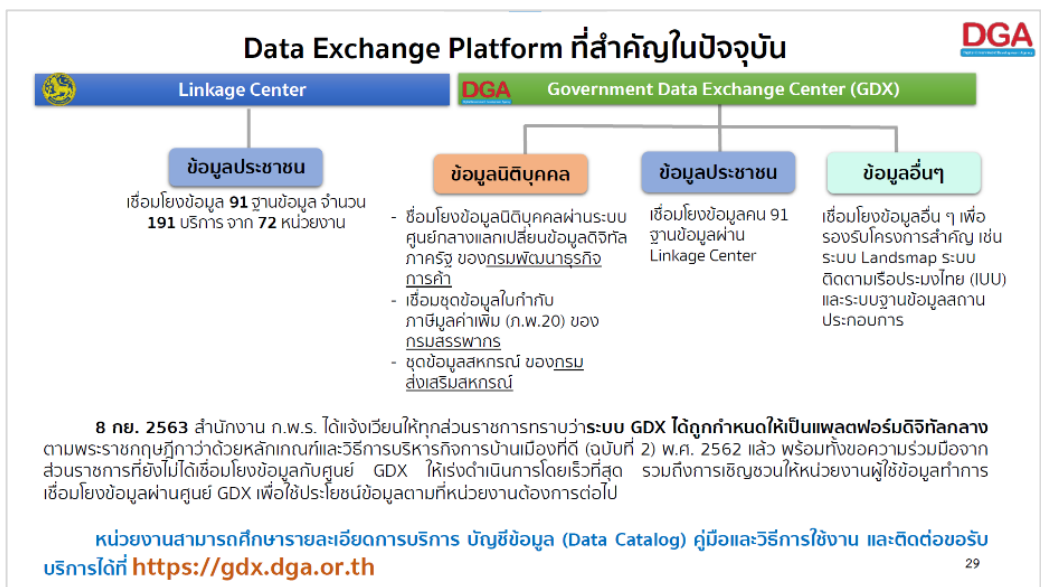 Data Exchange Platform ที่สำคัญในปัจจุบัน
DGA
Linkage Center
DGA
Government Data Exchange Center (GDX)
ข้อมูลประชาชน
เชื่อมโยงข้อมูล 91 ฐานข้อมูล จำนวน
191 บริการ จาก 72 หน่วยงาน
ข้อมูลนิติบุคคล
- ชื่อมโยงข้อมูลนิติบุคคลผ่านระบบ
ศูนย์กลางแลกเปลี่ยนข้อมูลดิจิทัล
ภาครัฐ ของกรมพัฒนาธุรกิจ
การค้า
- เชื่อมชุดข้อมูลใบกำกับ
ภาษีมูลค่าเพิ่ม (ภ.พ.20) ของ
กรมสรรพากร
- ชุดข้อมูลสหกรณ์ ของกรม
ส่งเสริมสหกรณ์
ข้อมูลประชาชน
เชื่อมโยงข้อมูลคน 91
ฐานข้อมูลผ่าน
Linkage Center
ข้อมูลอื่นๆ
เชื่อมโยงข้อมูลอื่น ๆ เพื่อ
รองรับโครงการสำคัญ เช่น
ระบบ Landsmap ระบบ
ติดตามเรือประมงไทย (IUU)
และระบบฐานข้อมูลสถาน
ประกอบการ
8 กย. 2563 สำนักงาน ก.พ.ร. ได้แจ้งเวียนให้ทุกส่วนราชการทราบว่าระบบ GDX ได้ถูกกำหนดให้เป็นแพลตฟอร์มดิจิทัลกลาง
ตามพระราชกฤษฎีกาว่าด้วยหลักเกณฑ์และวิธีการบริหารกิจการบ้านเมืองที่ดี (ฉบับที่ 2) พ.ศ. 2562 แล้ว พร้อมทั้งขอความร่วมมือจาก
ส่วนราชการที่ยังไม่ได้เชื่อมโยงข้อมูลกับศูนย์ GDX ให้เร่งดำเนินการโดยเร็วที่สุด รวมถึงการเชิญชวนให้หน่วยงานผู้ใช้ข้อมูลทำการ
เชื่อมโยงข้อมูลผ่านศูนย์ GDX เพื่อใช้ประโยชน์ข้อมูลตามที่หน่วยงานต้องการต่อไป
หน่วยงานสามารถศึกษารายละเอียดการบริการ บัญชีข้อมูล (Data Catalog) คู่มือและวิธีการใช้งาน และติดต่อขอรับ
บริการได้ที่ https://gdx.dga.or.th
29